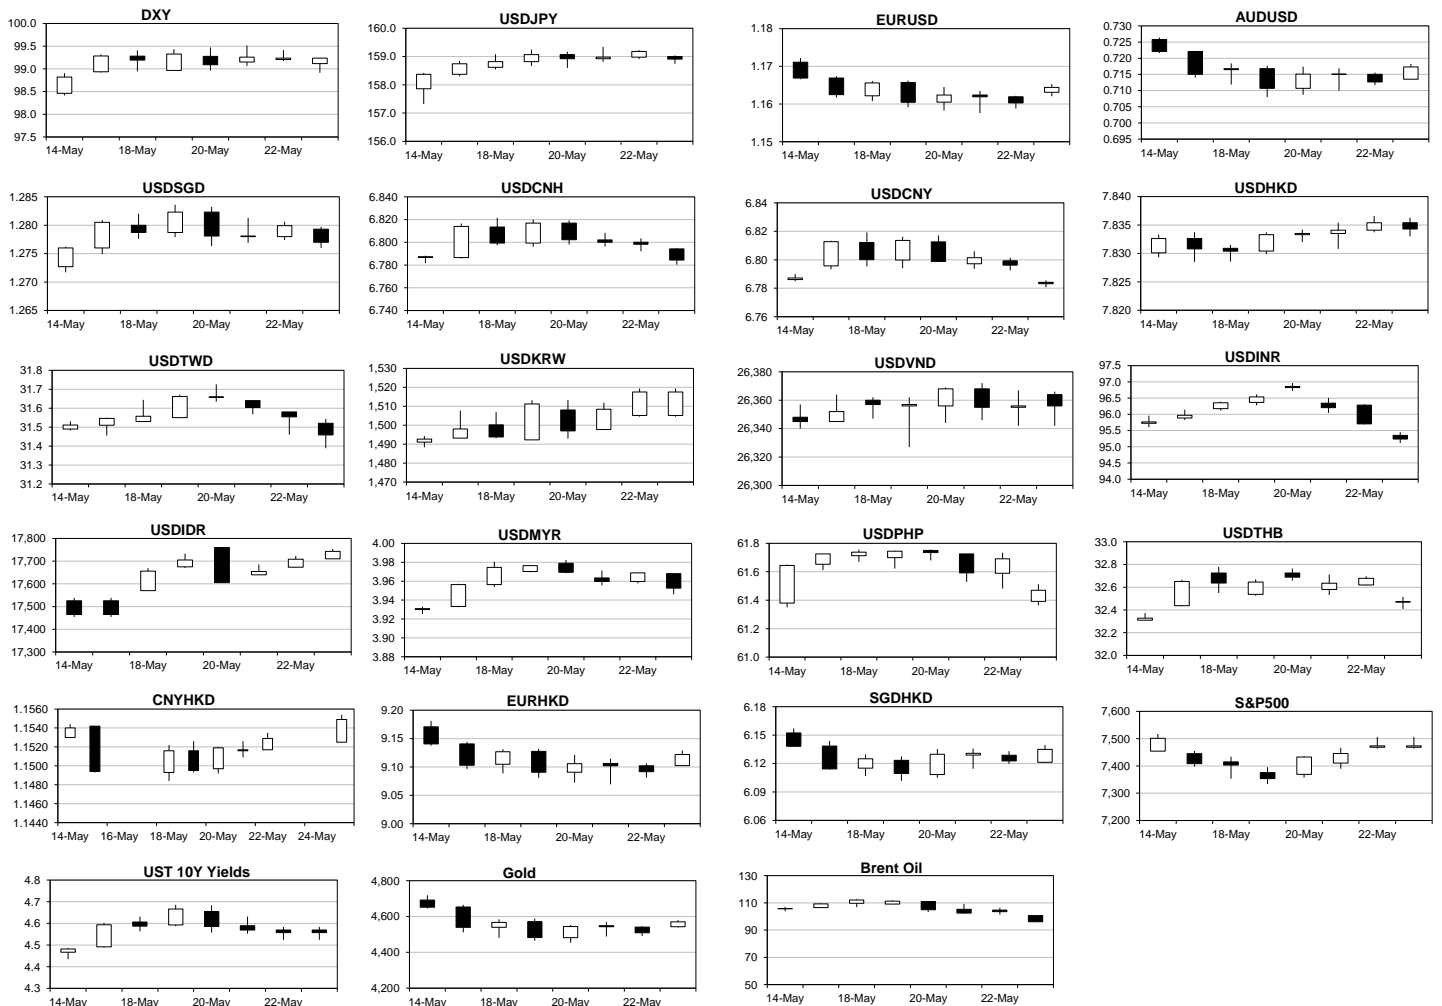 DXY
100.0
99.5
99.0
98.5
98.0
97.5
14-May 18-May 20-May 22-May
USDJPY
160.0
159.0
158.0
157.0
156.0
14-May 18-May 20-May 22-May
EURUSD
1.18
1.17
1.16
1.15
14-May 18-May 20-May 22-May
AUDUSD
0.730
0.725
0.720
0.715
0.710
0.705
0.700
0.695
14-May 18-May 20-May 22-May
USDSGD
1.285
1.280
1.275
1.270
1.265
14-May 18-May 20-May 22-May
USDCNH
6.840
6.820
6.800
6.780
6.760
6.740
14-May 18-May 20-May 22-May
USDCNY
6.84
6.82
6.80
6.78
6.76
14-May 18-May 20-May 22-May
USDHKD
7.840
7.835
7.830
7.825
7.820
14-May 18-May 20-May 22-May
USDTWD
31.8
31.7
31.6
31.5
31.4
31.3
31.2
14-May 18-May 20-May 22-May
USDKRW
1,530
1,520
1,510
1,500
1,490
1,480
1,470
14-May 18-May 20-May 22-May
USDVND
26,380
26,360
26,340
26,320
26,300
14-May 18-May 20-May 22-May
USDINR
97.5
97.0
96.5
96.0
95.5
95.0
94.5
94.0
14-May 18-May 20-May 22-May
USDIDR
17,800
17,700
17,600
17,500
17,400
17,300
14-May 18-May 20-May 22-May
USDMYR
4.00
3.98
3.96
3.94
3.92
3.90
3.88
14-May 18-May 20-May 22-May
USDPHP
61.8
61.6
61.4
61.2
61.0
14-May 18-May 20-May 22-May
USDTHB
33.0
32.8
32.6
32.4
32.2
32.0
14-May 18-May 20-May 22-May
CNYHKD
1.1560
1.1540
1.1520
1.1500
1.1480
1.1460
1.1440
14-May 16-May 18-May 20-May 22-May 24-May
EURHKD
9.20
9.15
9.10
9.05
9.00
14-May 18-May 20-May 22-May
SGDHKD
6.18
6.15
6.12
6.09
6.06
14-May 18-May 20-May 22-May
S&P500
7,600
7,500
7,400
7,300
7,200
14-May 18-May 20-May 22-May
UST 10Y Yields
4.8
4.7
4.6
4.5
4.4
4.3
14-May 18-May 20-May 22-May
Gold
4,800
4,600
4,400
4,200
14-May 18-May 20-May 22-May
Brent Oil
130
110
90
70
50
14-May 18-May 20-May 22-May